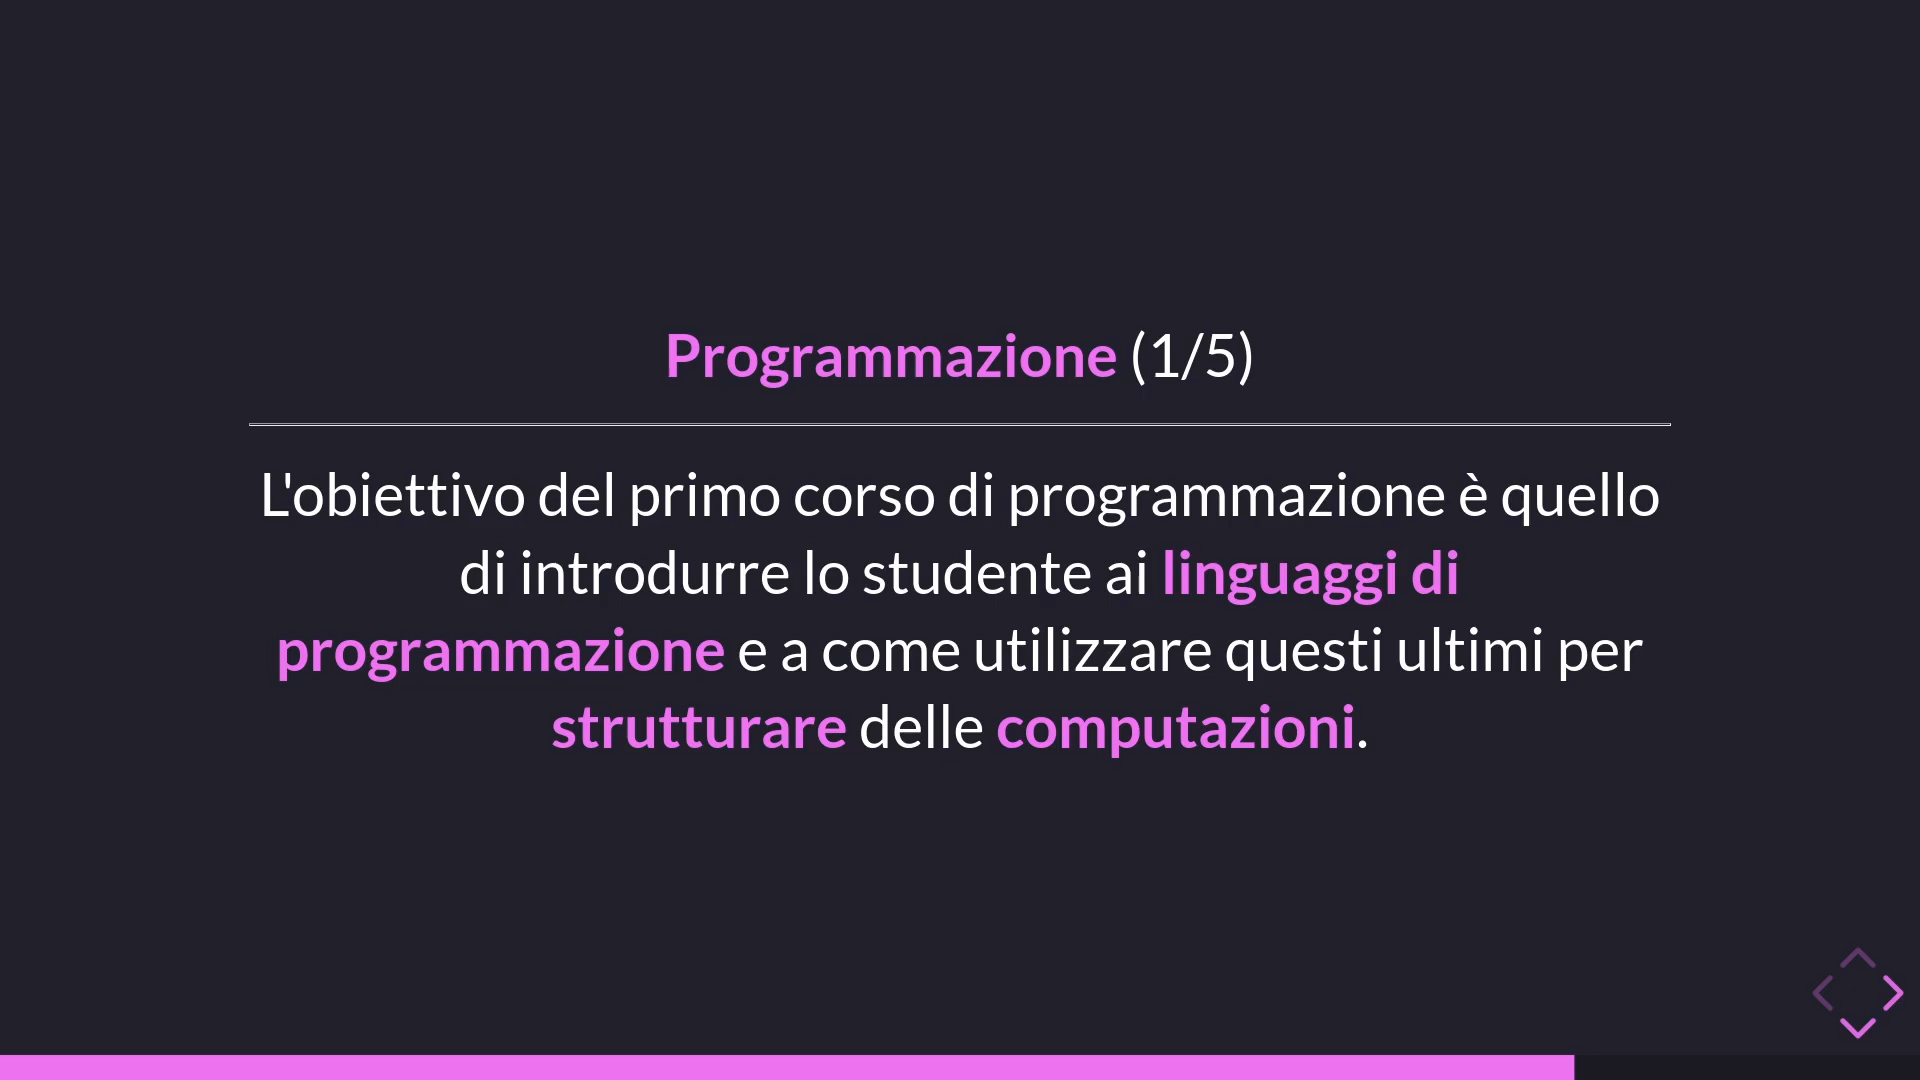 Programmazione (1/5)
L'obiettivo del primo corso di programmazione è quello
di introdurre lo studente ai linguaggi di
programmazione e a come utilizzare questi ultimi per
strutturare delle computazioni.